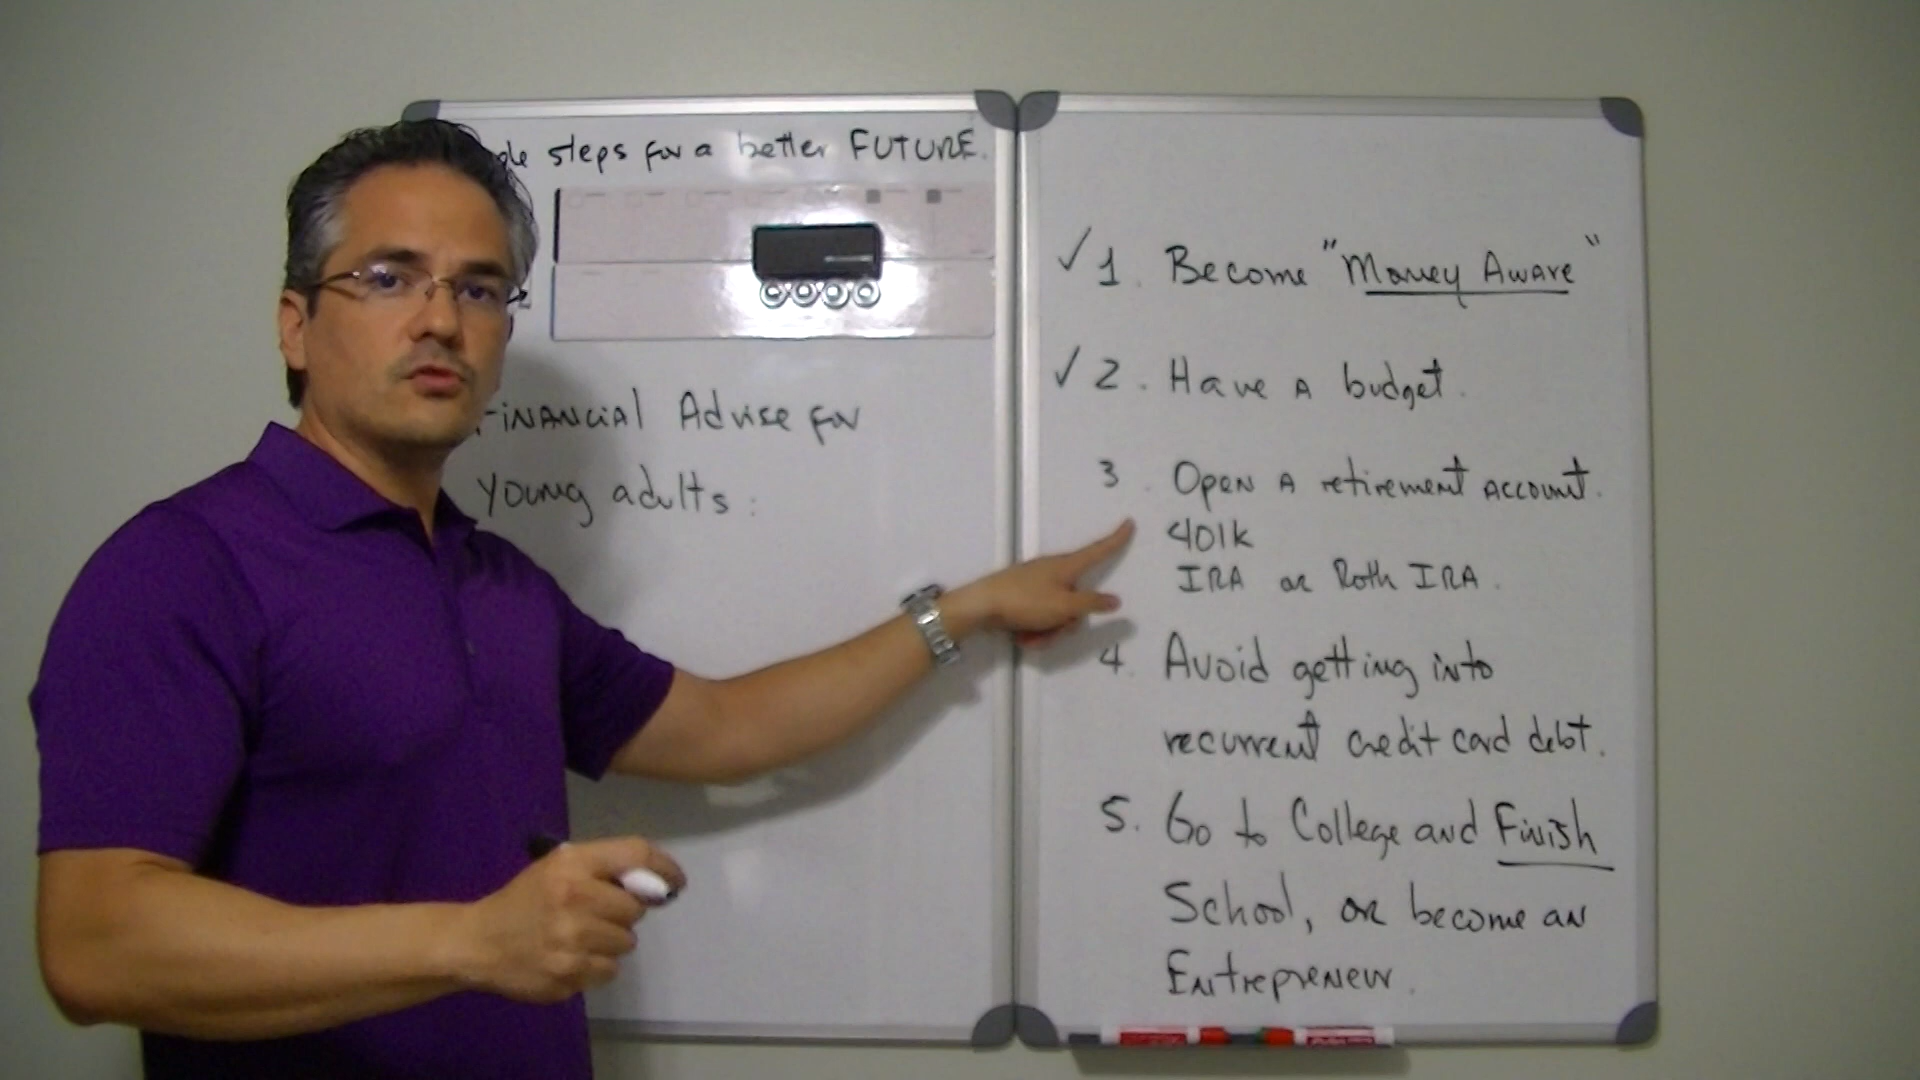 steps for a better FUTURE.
Financial Advise for
young adults:
✓ 1. Become "Money Aware"
✓ 2. Have a budget.
3. Open a retirement account.
401k
IRA or Roth IRA.
4. Avoid getting into
recurrent credit card debt.
5. Go to College and Finish
School, or become an
Entrepreneur.